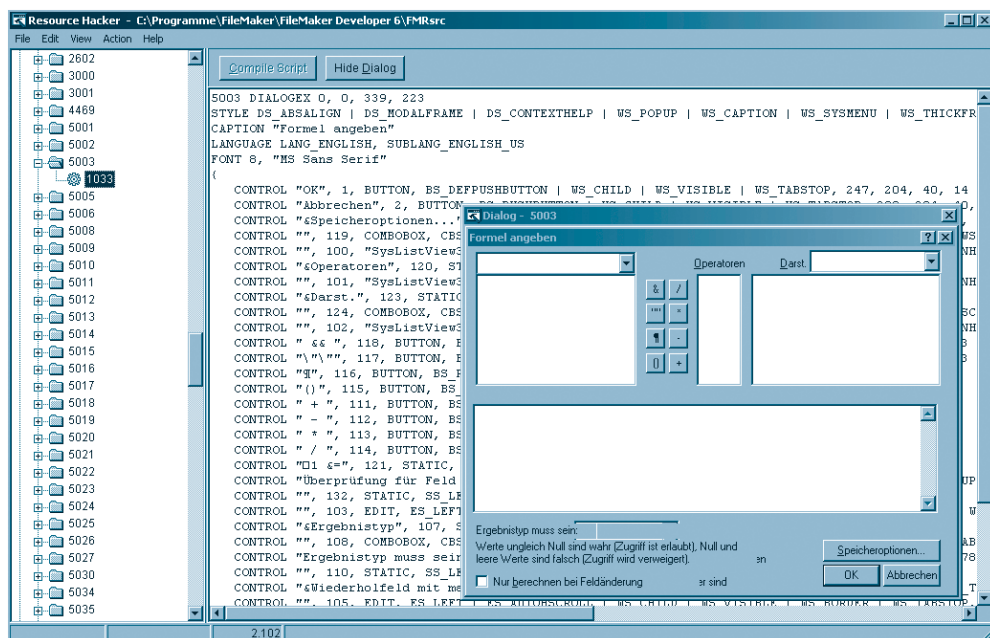 Resource Hacker - C:\Programme\FileMaker\FileMaker Developer 6\FMRsrc
File Edit View Action Help
2602
3000
3001
4469
5001
5002
5003
1033
5005
5006
5008
5009
5010
5011
5012
5013
5014
5015
5016
5017
5018
5019
5020
5021
5022
5023
5024
5025
5026
5027
5030
5034
5035
Compile Script Hide Dialog
5003 DIALOGEX 0, 0, 339, 223
STYLE DS_ABSALIGN | DS_MODALFRAME | DS_CONTEXTHELP | WS_POPUP | WS_CAPTION | WS_SYSMENU | WS_THICKFR
CAPTION "Formel angeben"
LANGUAGE LANG_ENGLISH, SUBLANG_ENGLISH_US
FONT 8, "MS Sans Serif"
{
CONTROL "OK", 1, BUTTON, BS_DEFPUSHBUTTON | WS_CHILD | WS_VISIBLE | WS_TABSTOP, 247, 204, 40, 14
CONTROL "Abbrechen", 2, BUTTON,
CONTROL "&Speicheroptionen..."
CONTROL "", 119, COMBOBOX, CBS
CONTROL "", 100, "SysListView3
CONTROL "&Operatoren", 120, ST
CONTROL "", 101, "SysListView3
CONTROL "&Darst.", 123, STATIC
CONTROL "", 124, COMBOBOX, CBS
CONTROL "", 102, "SysListView3
CONTROL " && ", 118, BUTTON, B
CONTROL "\"\"", 117, BUTTON, B
CONTROL "¶", 116, BUTTON, BS_P
CONTROL "()", 115, BUTTON, BS_
CONTROL " + ", 111, BUTTON, BS
CONTROL " - ", 112, BUTTON, BS
CONTROL " * ", 113, BUTTON, BS
CONTROL " / ", 114, BUTTON, BS
CONTROL "□1 &=", 121, STATIC,
CONTROL "Überprüfung für Feld
CONTROL "", 132, STATIC, SS_LE
CONTROL "", 103, EDIT, ES_LEFT
CONTROL "&Ergebnistyp", 107, S
CONTROL "", 108, COMBOBOX, CBS
CONTROL "Ergebnistyp muss sein
CONTROL "", 110, STATIC, SS_LE
CONTROL "&Wiederholfeld mit me
CONTROL "", 105, EDIT, ES_LEFT | ES_AUTOHSCROLL | WS_CHILD | WS_VISIBLE | WS_BORDER | WS_TABSTOP,
Dialog - 5003
Formel angeben
Operatoren Darst.
& /
"" *
¶ -
() +
Ergebnistyp muss sein:
Werte ungleich Null sind wahr (Zugriff ist erlaubt), Null und
leere Werte sind falsch (Zugriff wird verweigert). en
Nur berechnen bei Feldänderung er sind
Speicheroptionen...
OK Abbrechen
2.102